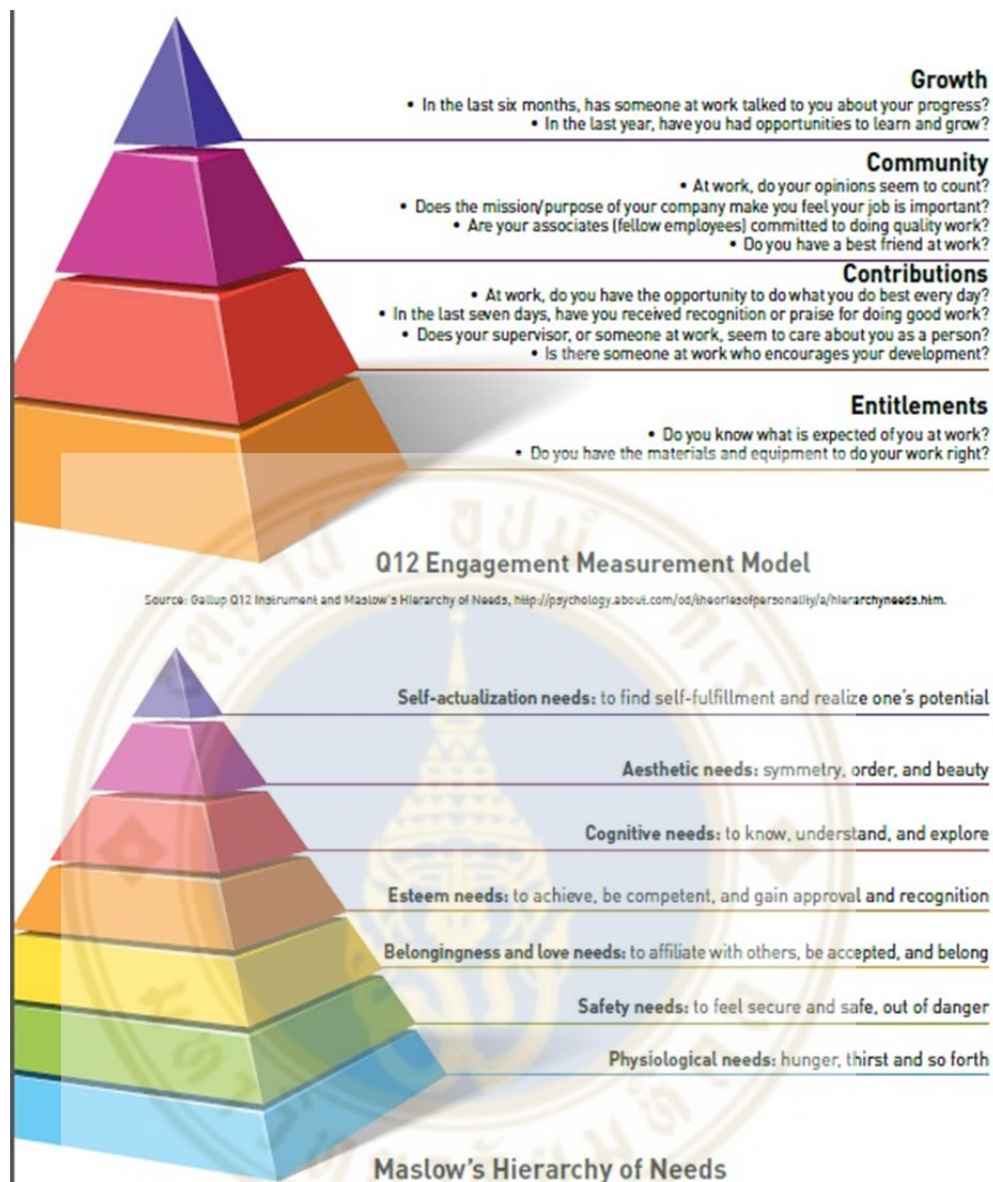 Growth
• In the last six months, has someone at work talked to you about your progress?
• In the last year, have you had opportunities to learn and grow?
Community
• At work, do your opinions seem to count?
• Does the mission/purpose of your company make you feel your job is important?
• Are your associates (fellow employees) committed to doing quality work?
• Do you have a best friend at work?
Contributions
• At work, do you have the opportunity to do what you do best every day?
• In the last seven days, have you received recognition or praise for doing good work?
• Does your supervisor, or someone at work, seem to care about you as a person?
• Is there someone at work who encourages your development?
Entitlements
• Do you know what is expected of you at work?
• Do you have the materials and equipment to do your work right?
Q12 Engagement Measurement Model
Source: Gallup Q12 Instrument and Maslow's Hierarchy of Needs, http://psychology.about.com/od/theoriesofpersonality/a/hierarchyneeds.htm.
Self-actualization needs: to find self-fulfillment and realize one's potential
Aesthetic needs: symmetry, order, and beauty
Cognitive needs: to know, understand, and explore
Esteem needs: to achieve, be competent, and gain approval and recognition
Belongingness and love needs: to affiliate with others, be accepted, and belong
Safety needs: to feel secure and safe, out of danger
Physiological needs: hunger, thirst and so forth
Maslow's Hierarchy of Needs